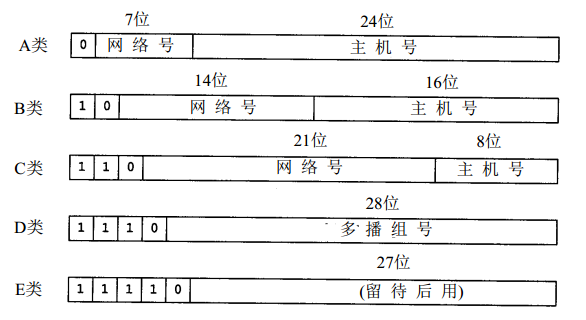 7位 24位
A类 0 网络号 主机号
14位 16位
B类 1 0 网络号 主机号
21位 8位
C类 1 1 0 网络号 主机号
28位
D类 1 1 1 0 多播组号
27位
E类 1 1 1 1 0 (留待后用)